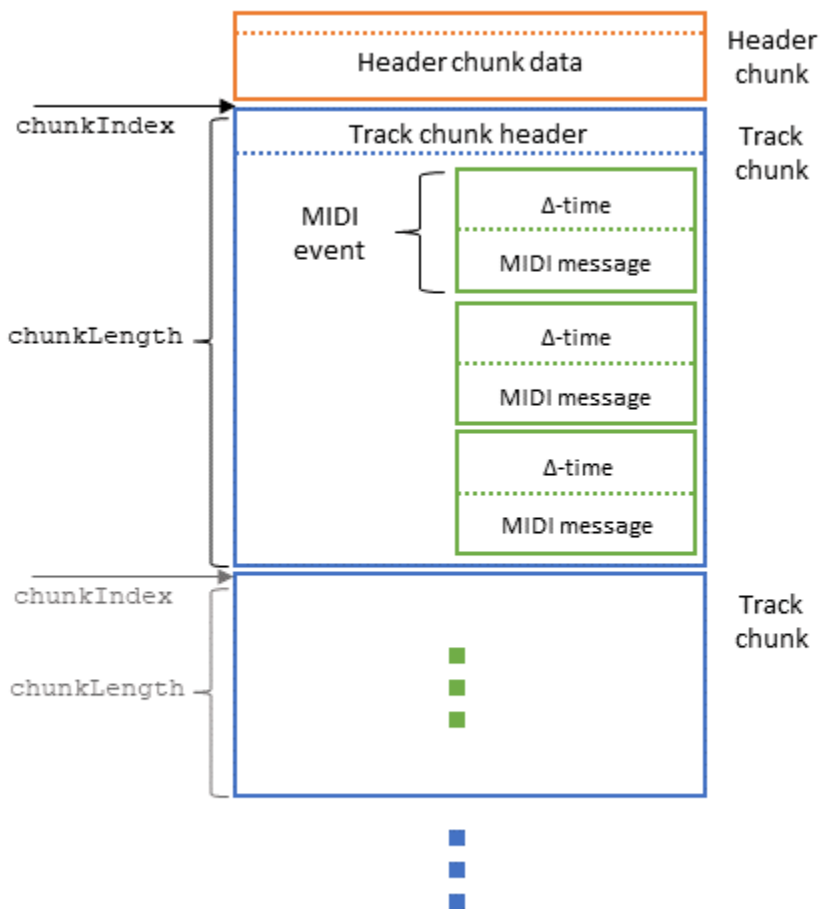 Header chunk data
Header
chunk
chunkIndex
Track chunk header
Track
chunk
MIDI
event
Δ-time
MIDI message
chunkLength
Δ-time
MIDI message
Δ-time
MIDI message
chunkIndex
Track
chunk
chunkLength